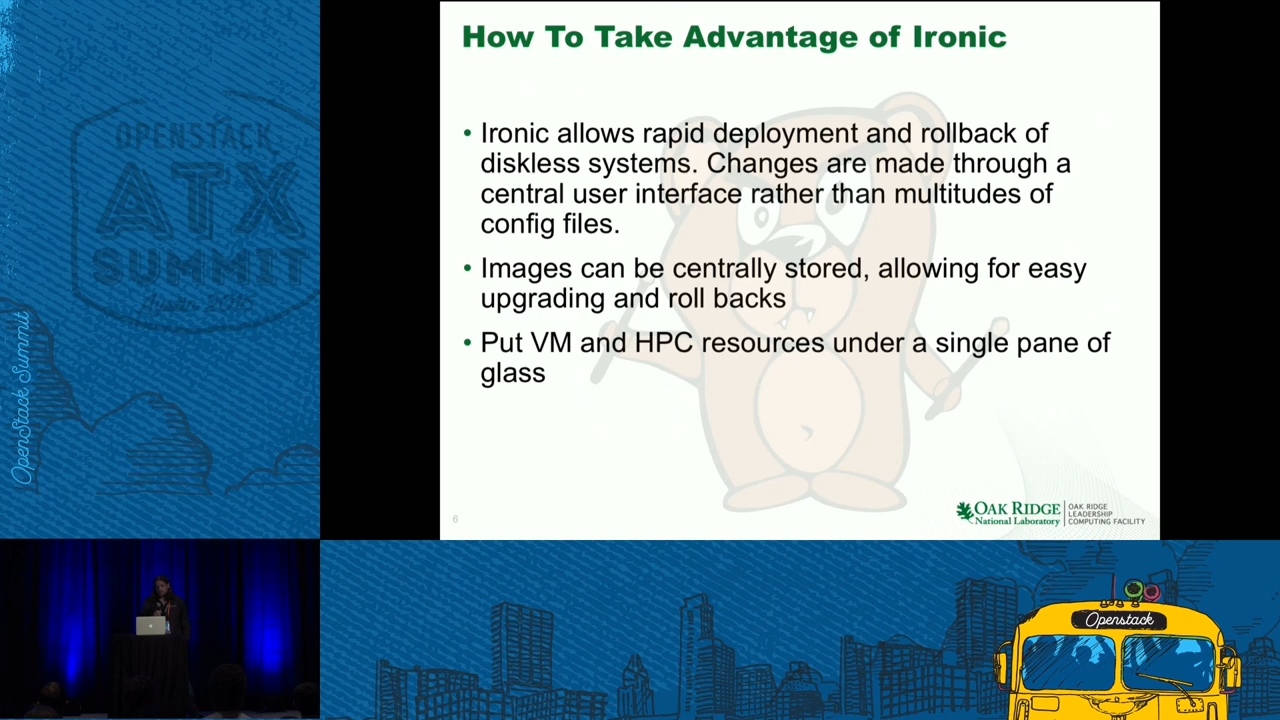 How To Take Advantage of Ironic
• Ironic allows rapid deployment and rollback of
diskless systems. Changes are made through a
central user interface rather than multitudes of
config files.
• Images can be centrally stored, allowing for easy
upgrading and roll backs
• Put VM and HPC resources under a single pane of
glass
6
OAK RIDGE
National Laboratory
OAK RIDGE
LEADERSHIP
COMPUTING FACILITY
OPENSTACK
ATX
SUMMIT
OpenStack Summit
Openstack